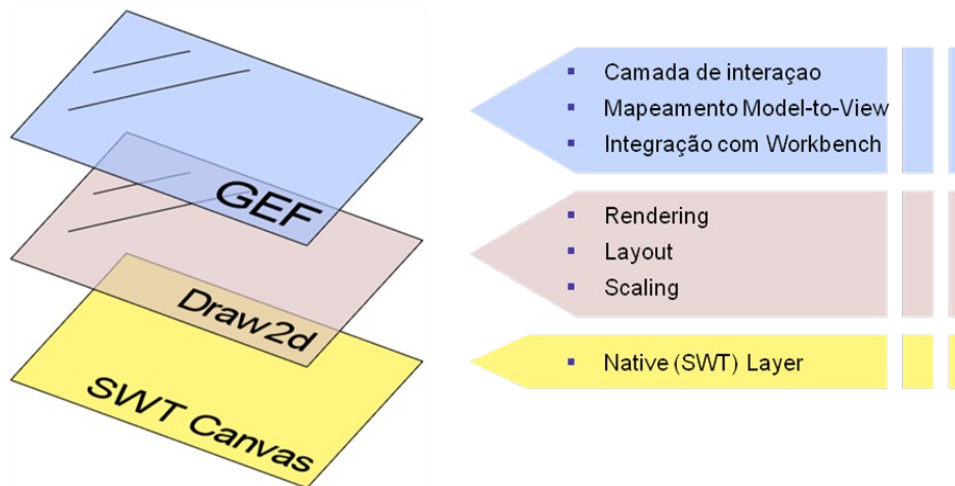 GEF
Draw2d
SWT Canvas
Camada de interaçao
Mapeamento Model-to-View
Integração com Workbench
Rendering
Layout
Scaling
Native (SWT) Layer